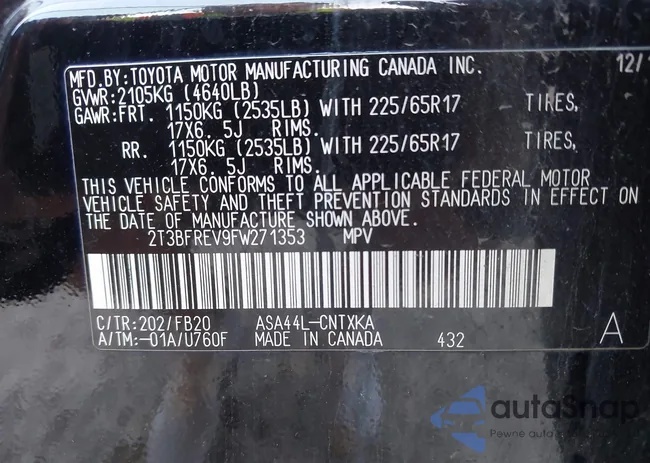 MFD.BY:TOYOTA MOTOR MANUFACTURING CANADA INC. 12/
GVWR:2105KG (4640LB)
GAWR:FRT. 1150KG (2535LB) WITH 225/65R17 TIRES,
17X6.5J RIMS.
RR. 1150KG (2535LB) WITH 225/65R17 TIRES,
17X6.5J RIMS.
THIS VEHICLE CONFORMS TO ALL APPLICABLE FEDERAL MOTOR
VEHICLE SAFETY AND THEFT PREVENTION STANDARDS IN EFFECT ON
THE DATE OF MANUFACTURE SHOWN ABOVE.
2T3BFREV9FW271353 MPV
C/TR:202/FB20 ASA44L-CNTXKA
A/TM:-01A/U760F MADE IN CANADA 432 A
autoSnap
Pewne auta